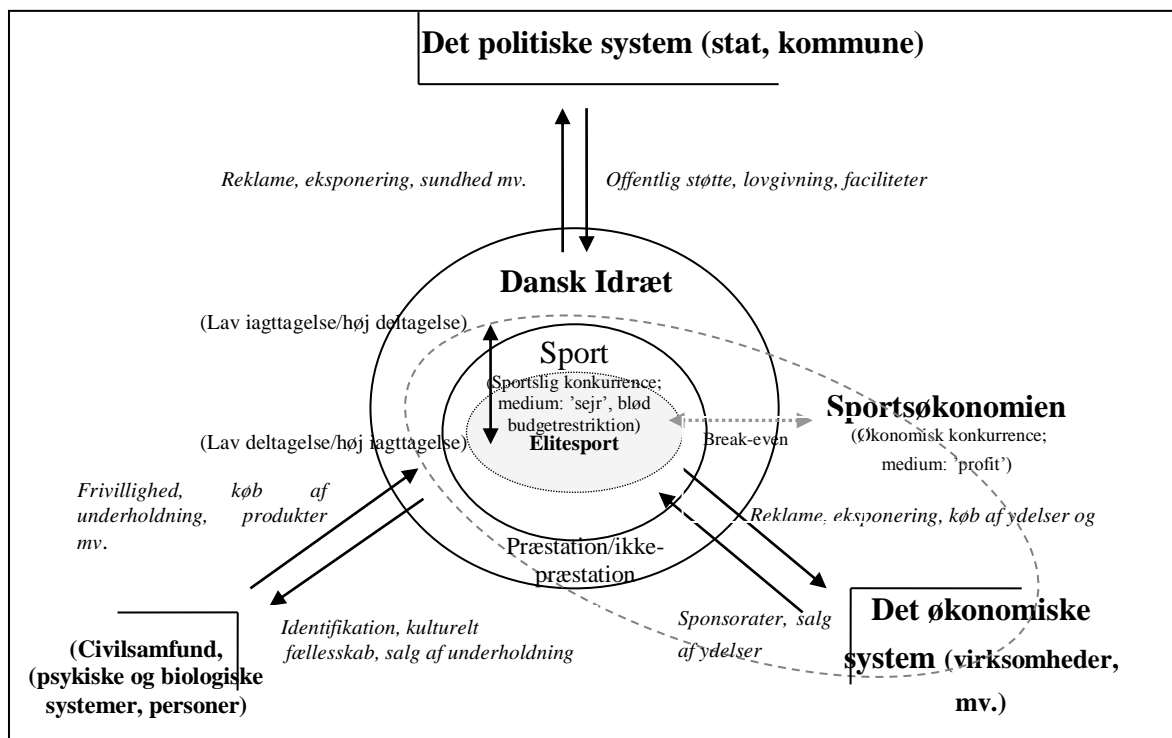 Det politiske system (stat, kommune)
Reklame, eksponering, sundhed mv.
Offentlig støtte, lovgivning, faciliteter
Dansk Idræt
(Lav iagttagelse/høj deltagelse)
Sport
(Sportslig konkurrence;
medium: 'sejr', blød
budgetrestriktion)
Elitesport
(Lav deltagelse/høj iagttagelse)
Break-even
Sportsøkonomien
(Økonomisk konkurrence;
medium: 'profit')
Frivillighed, køb af
underholdning, produkter
mv.
Reklame, eksponering, køb af ydelser og
Præstation/ikke-
præstation
Identifikation, kulturelt
fællesskab, salg af underholdning
Sponsorater, salg
af ydelser
Det økonomiske
system (virksomheder,
mv.)
(Civilsamfund,
(psykiske og biologiske
systemer, personer)